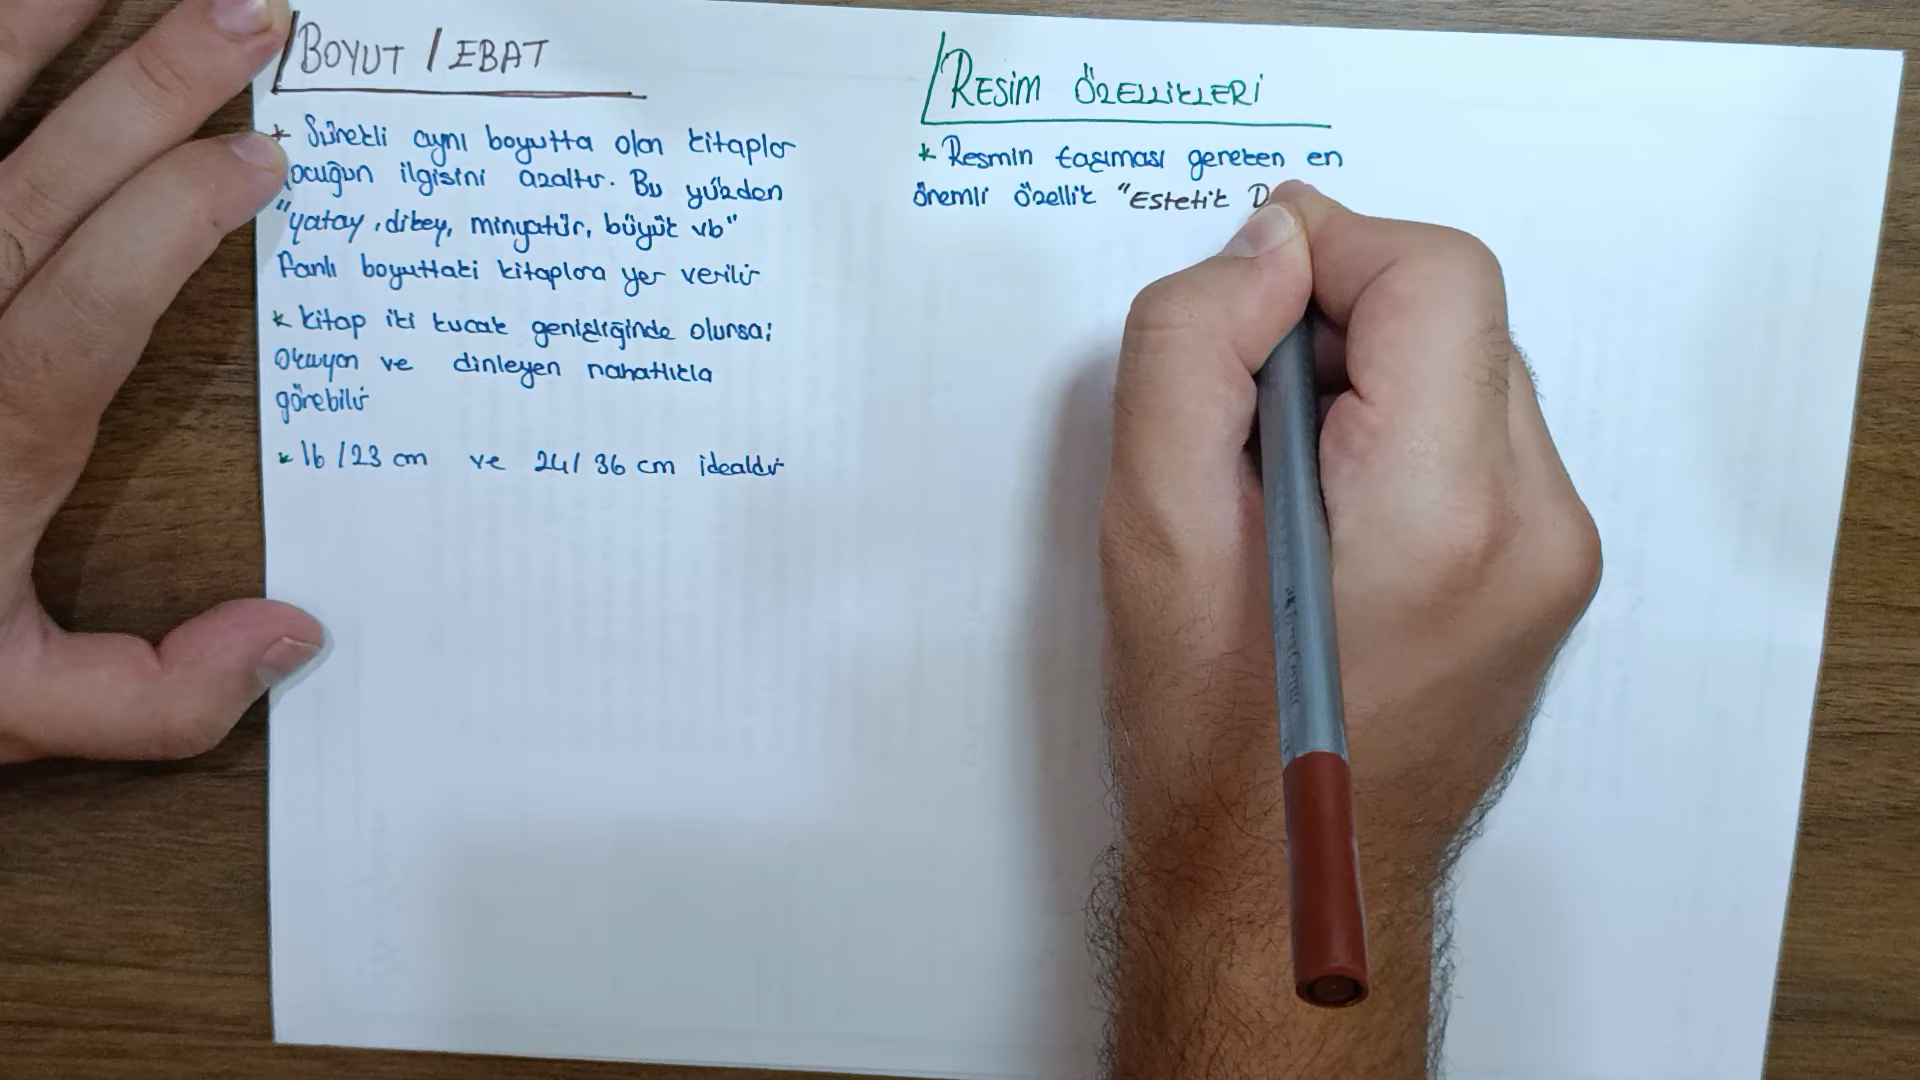 BOYUT / EBAT
* Sürekli aynı boyutta olan kitaplar
çocuğun ilgisini azaltır. Bu yüzden
"yatay, dikey, minyatür, büyük vb"
farklı boyuttaki kitaplara yer verilir
* kitap iki kucak genişliğinde olursa;
okuyan ve dinleyen rahatlıkla
görebilir
* 16/23 cm ve 24/36 cm idealdir
RESİM ÖZELLİKLERİ
* Resmin taşıması gereken en
önemli özellik "Estetik D